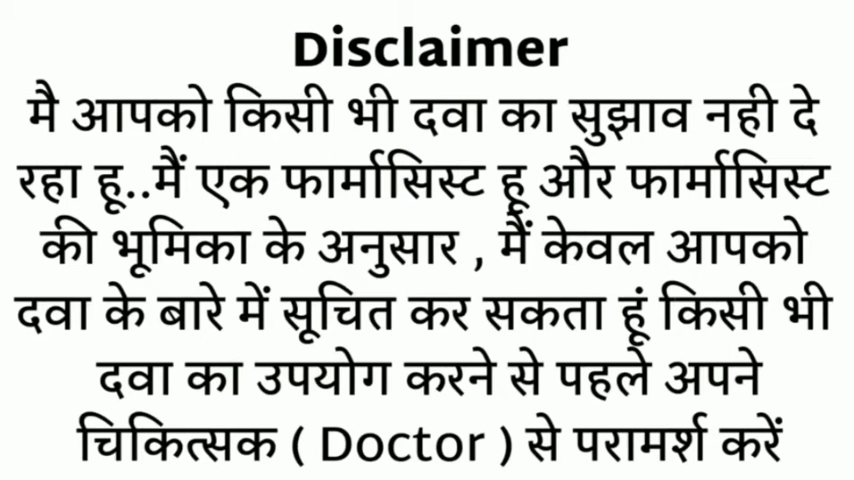 Disclaimer
मै आपको किसी भी दवा का सुझाव नही दे
रहा हू..मैं एक फार्मासिस्ट हू और फार्मासिस्ट
की भूमिका के अनुसार , मैं केवल आपको
दवा के बारे में सूचित कर सकता हूं किसी भी
दवा का उपयोग करने से पहले अपने
चिकित्सक ( Doctor ) से परामर्श करें